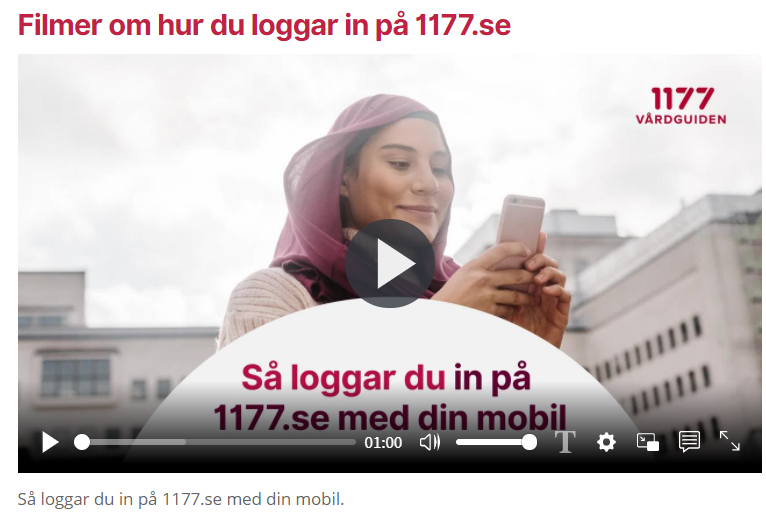 Filmer om hur du loggar in på 1177.se
1177
VÅRDGUIDEN
Så loggar du in på
1177.se med din mobil
01:00
T
Så loggar du in på 1177.se med din mobil.